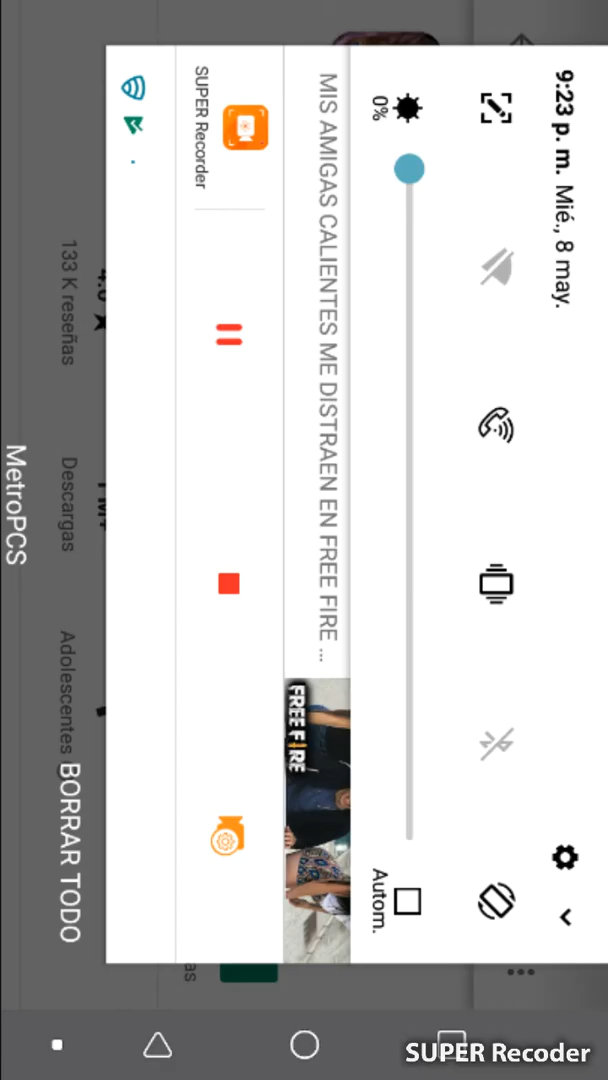 9:23 p. m. Mié., 8 may.
0%
Autom.
MIS AMIGAS CALIENTES ME DISTRAEN EN FREE FIRE ...
FREE FIRE
SUPER Recorder
133 K reseñas
Descargas
Adolescentes
BORRAR TODO
MetroPCS
SUPER Recoder